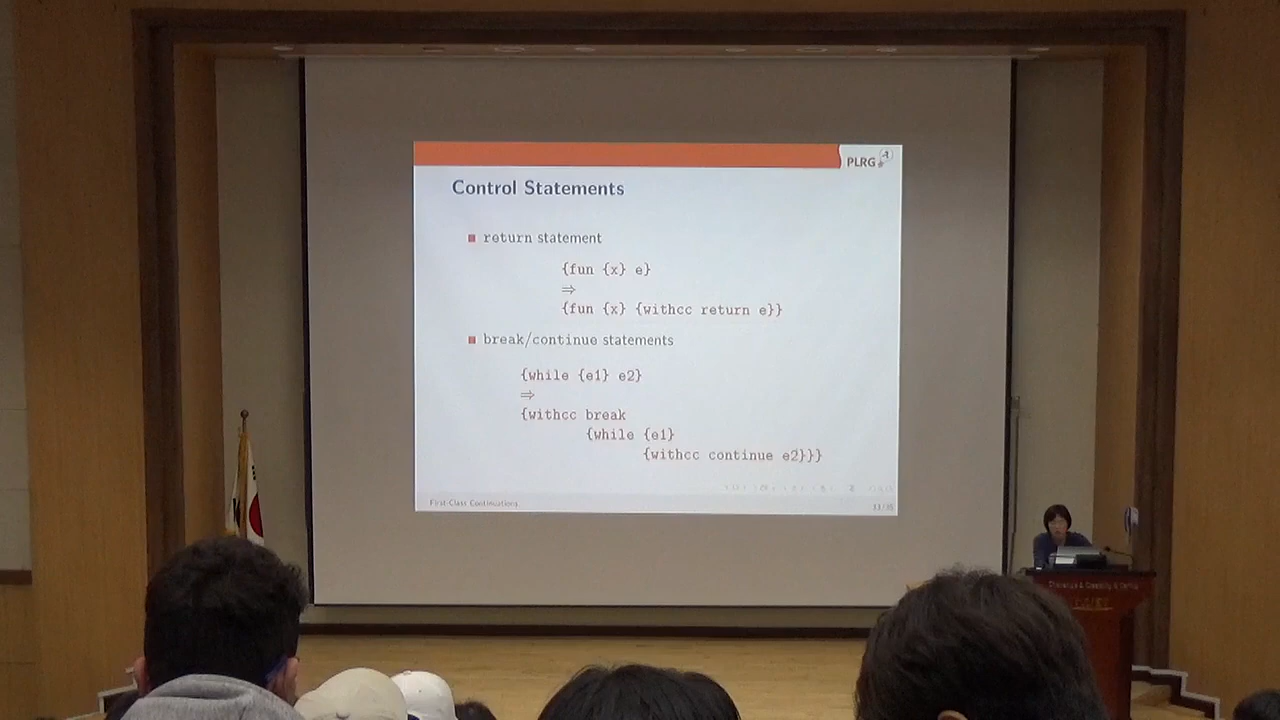 PLRG
Control Statements
return statement
{fun {x} e}
⇒
{fun {x} {withcc return e}}
break/continue statements
{while {e1} e2}
⇒
{withcc break
{while {e1}
{withcc continue e2}}}
First-Class Continuations